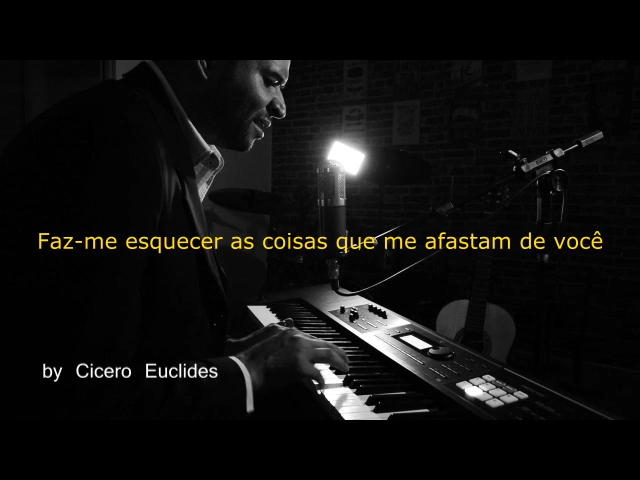 Faz-me esquecer as coisas que me afastam de você
by Cicero Euclides